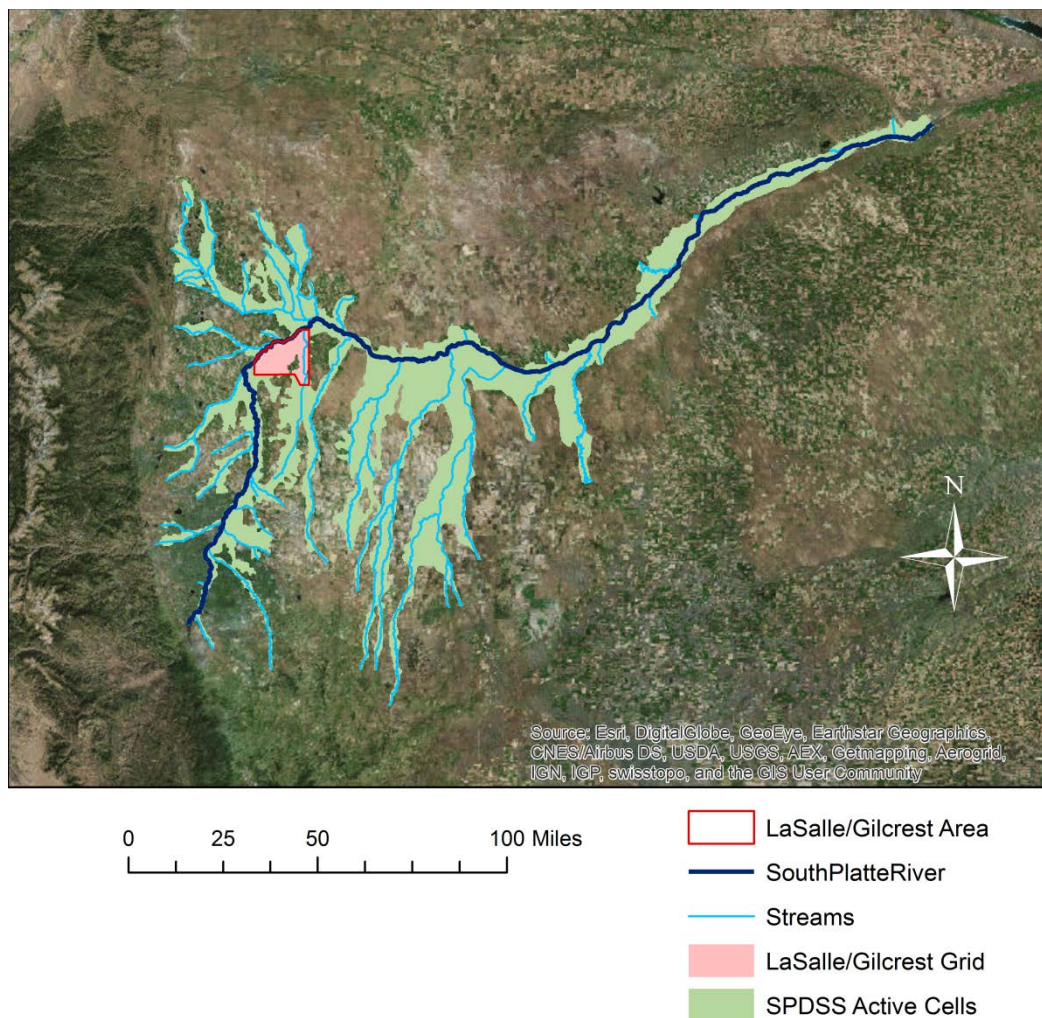 N
Source: Esri, DigitalGlobe, GeoEye, Earthstar Geographics,
CNES/Airbus DS, USDA, USGS, AEX, Getmapping, Aerogrid,
IGN, IGP, swisstopo, and the GIS User Community
0 25 50 100 Miles
LaSalle/Gilcrest Area
SouthPlatteRiver
Streams
LaSalle/Gilcrest Grid
SPDSS Active Cells